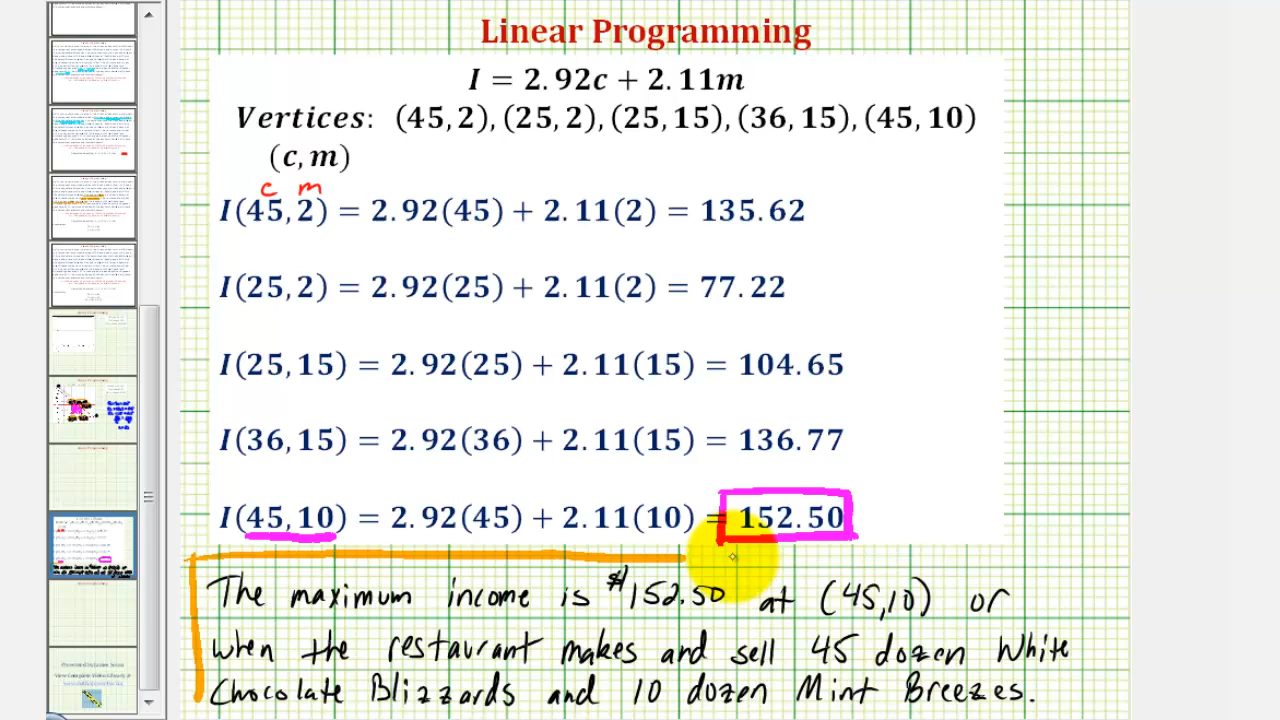 Linear Programming
I = 2.92c + 2.11m
Vertices: (45, 2), (25, 2), (25, 15), (36, 15), (45, 10)
(c, m)
c m
I(45, 2) = 2.92(45) + 2.11(2) = 135.62
I(25, 2) = 2.92(25) + 2.11(2) = 77.22
I(25, 15) = 2.92(25) + 2.11(15) = 104.65
I(36, 15) = 2.92(36) + 2.11(15) = 136.77
I(45, 10) = 2.92(45) + 2.11(10) = 152.50
The maximum income is $152.50 at (45,10) or
when the restaurant makes and sell 45 dozen White
Chocolate Blizzards and 10 dozen Mint Breezes.